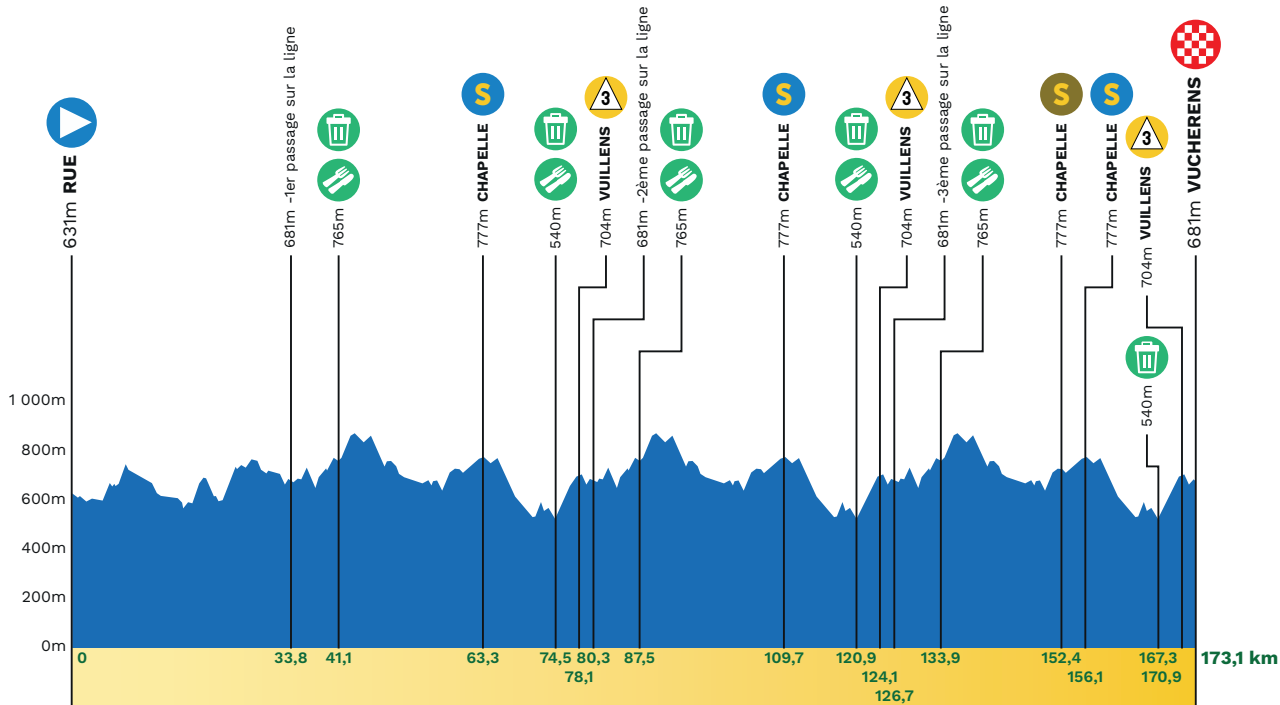 631m RUE
681m -1er passage sur la ligne
765m
S
777m CHAPELLE
540m
3
704m VUILLENS
681m -2ème passage sur la ligne
765m
S
777m CHAPELLE
540m
3
704m VUILLENS
681m -3ème passage sur la ligne
765m
S
777m CHAPELLE
S
777m CHAPELLE
3
704m VUILLENS
540m
681m VUCHERENS
1 000m
800m
600m
400m
200m
0m
0 33,8 41,1 63,3 74,5 80,3 87,5 109,7 120,9 133,9 152,4 167,3 173,1 km
78,1 124,1 156,1 170,9
126,7